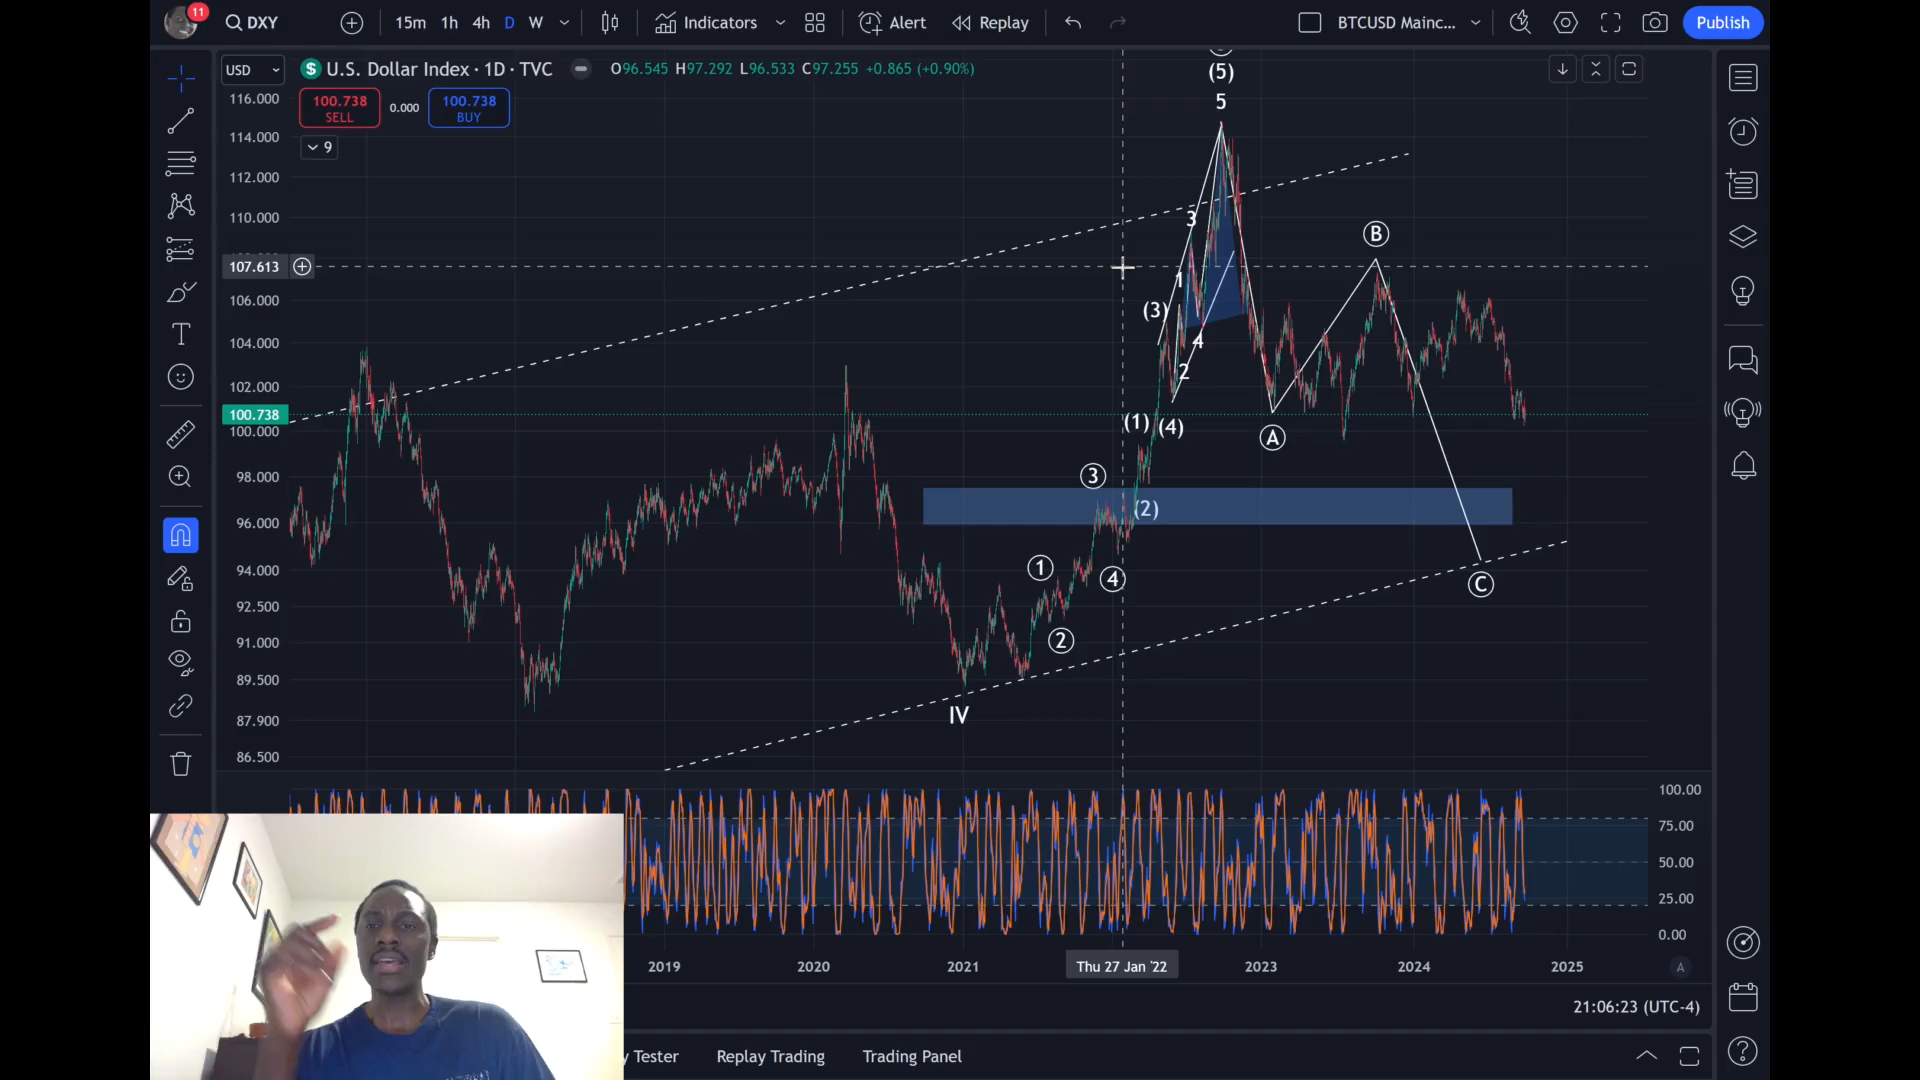 11
DXY
15m 1h 4h D W
Indicators
Alert
Replay
BTCUSD Mainc...
Publish
USD
$ U.S. Dollar Index · 1D · TVC
O96.545 H97.292 L96.533 C97.255 +0.865 (+0.90%)
100.738
SELL
0.000
100.738
BUY
9
116.000
114.000
112.000
110.000
107.613
106.000
104.000
102.000
100.738
100.000
98.000
96.000
94.000
92.500
91.000
89.500
87.900
86.500
(5)
5
3
B
1
(3)
4
2
(1) (4)
A
3
(2)
1
4
C
2
IV
100.00
75.00
50.00
25.00
0.00
2019 2020 2021 Thu 27 Jan '22 2023 2024 2025
A
21:06:23 (UTC-4)
y Tester
Replay Trading
Trading Panel